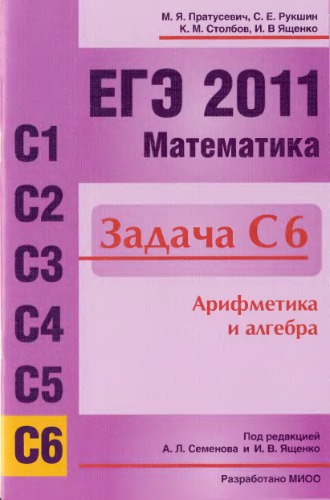 М. Я. Пратусевич, С. Е. Рукшин
К. М. Столбов, И. В Ященко
ЕГЭ 2011
Математика
С1
С2
С3
С4
С5
С6
Задача С6
Арифметика
и алгебра
Под редакцией
А. Л. Семенова и И. В. Ященко
Разработано МИОО